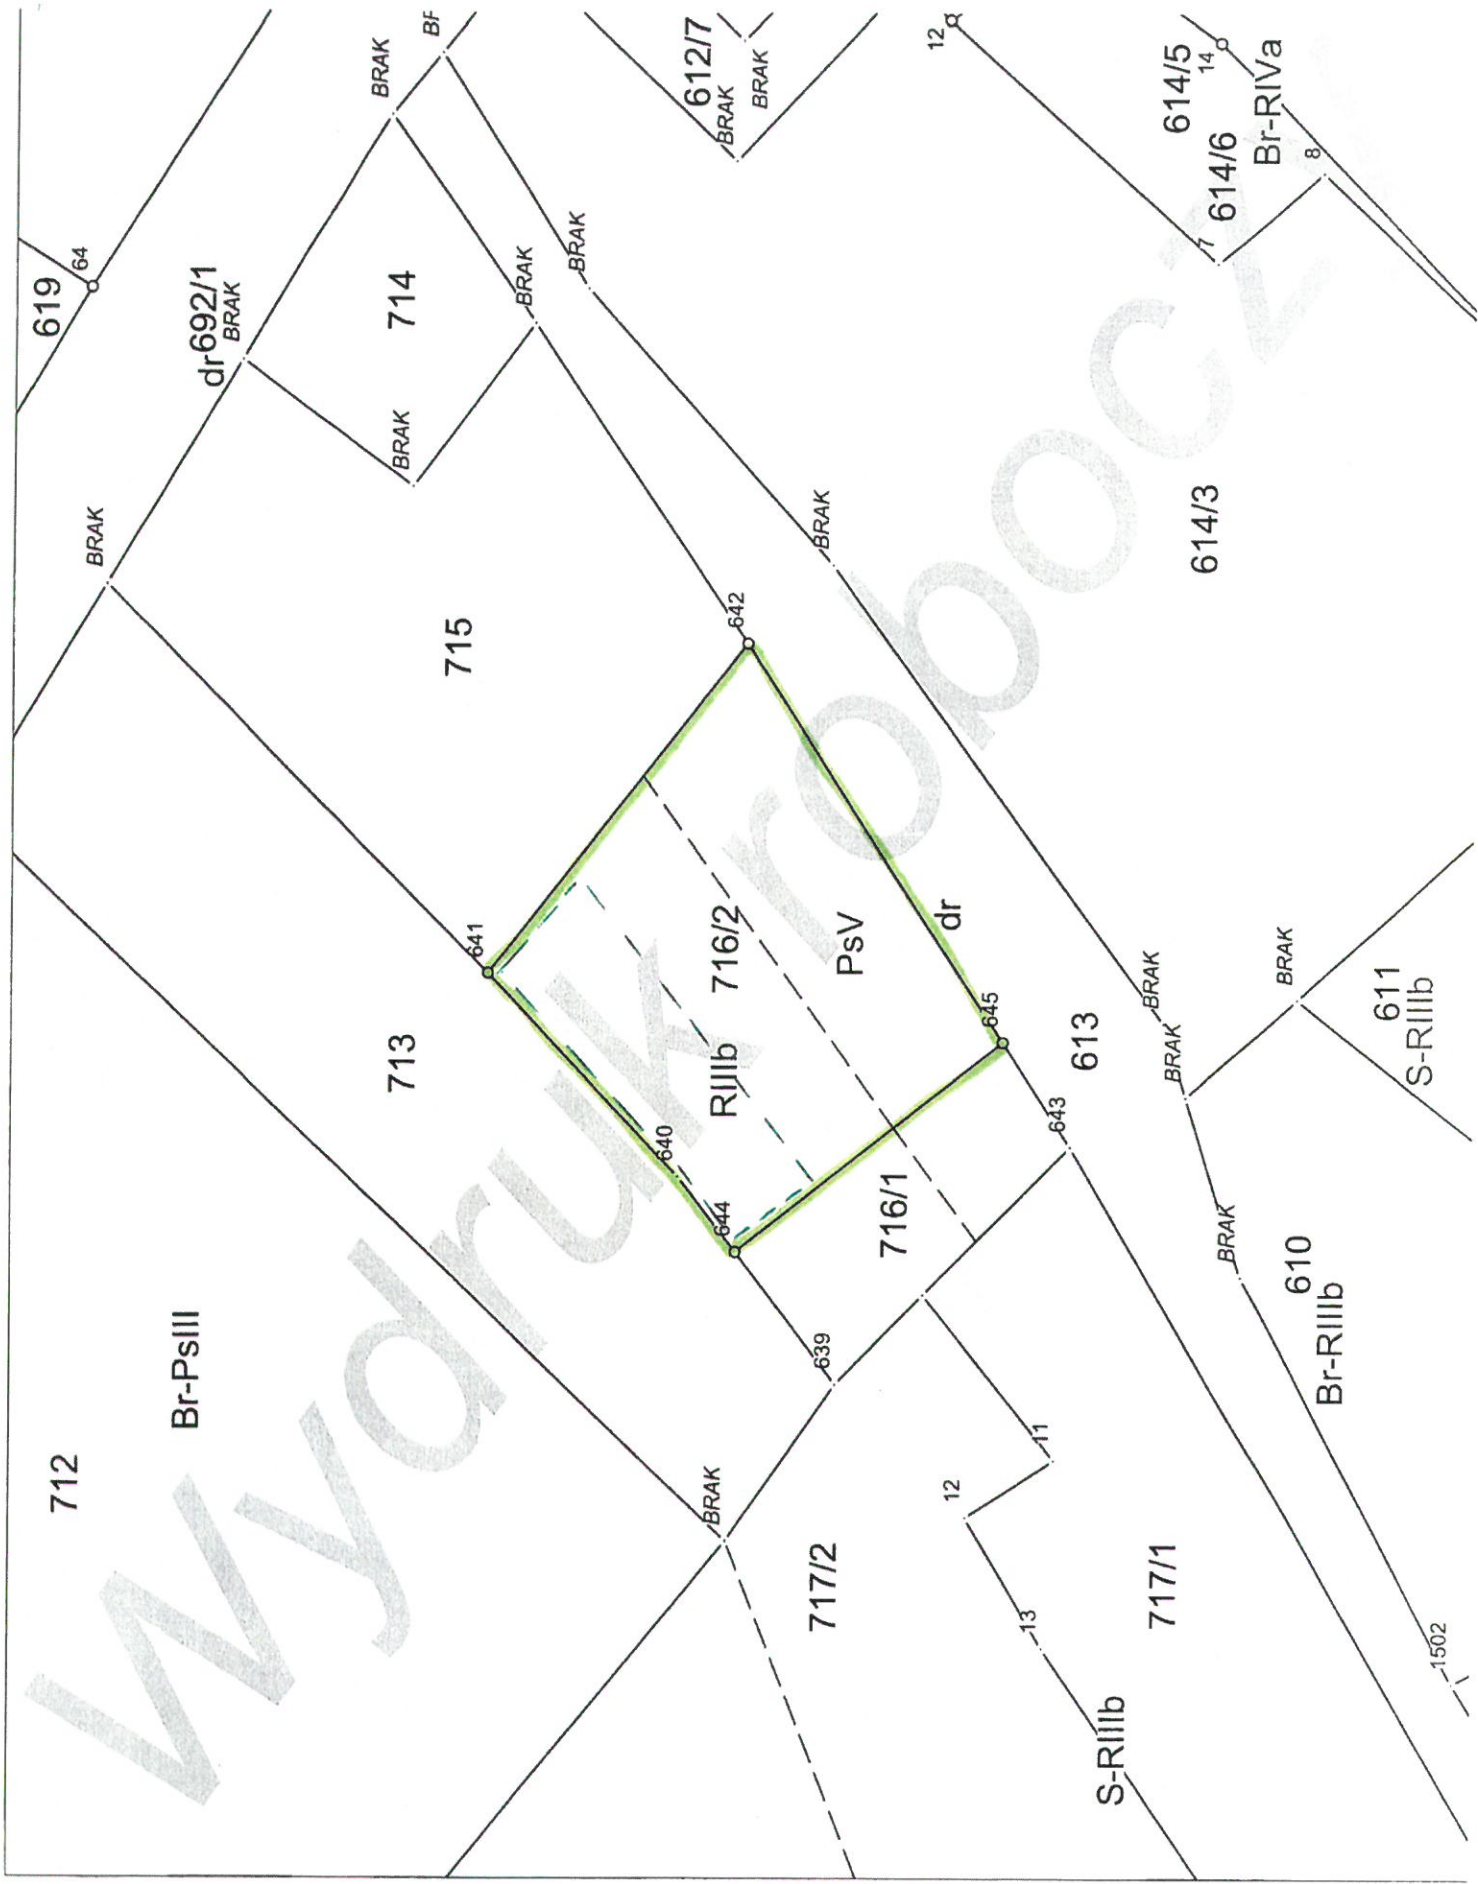 619
64
dr692/1
BRAK
BRAK
BF
612/7
BRAK
BRAK
12
614/5
14
Br-RIVa
614/6
8
7
714
BRAK
BRAK
BRAK
BRAK
BRAK
614/3
715
642
641
713
716/2
PsV
dr
RIIIb
640
644
645
613
643
BRAK
BRAK
BRAK
611
S-RIIIb
716/1
639
BRAK
610
Br-RIIIb
712
Br-PsIII
BRAK
717/2
12
11
13
717/1
1502
S-RIIIb
Wydruk roboczy